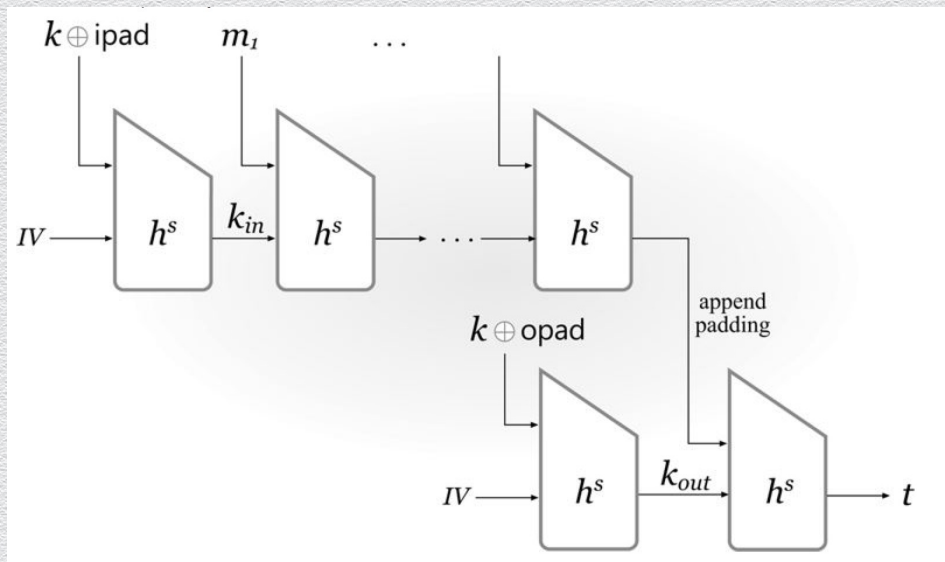 k ⊕ ipad
m₁
. . .
IV
hˢ
k_in
hˢ
. . .
hˢ
append
padding
k ⊕ opad
IV
hˢ
k_out
hˢ
t